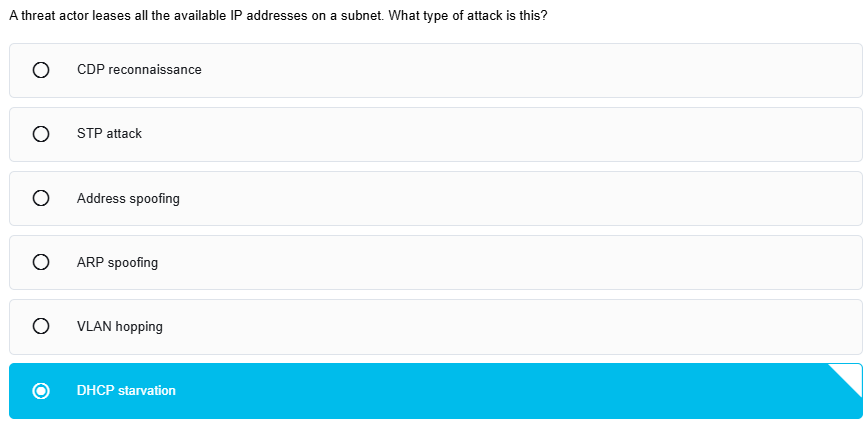 A threat actor leases all the available IP addresses on a subnet. What type of attack is this?
CDP reconnaissance
STP attack
Address spoofing
ARP spoofing
VLAN hopping
DHCP starvation